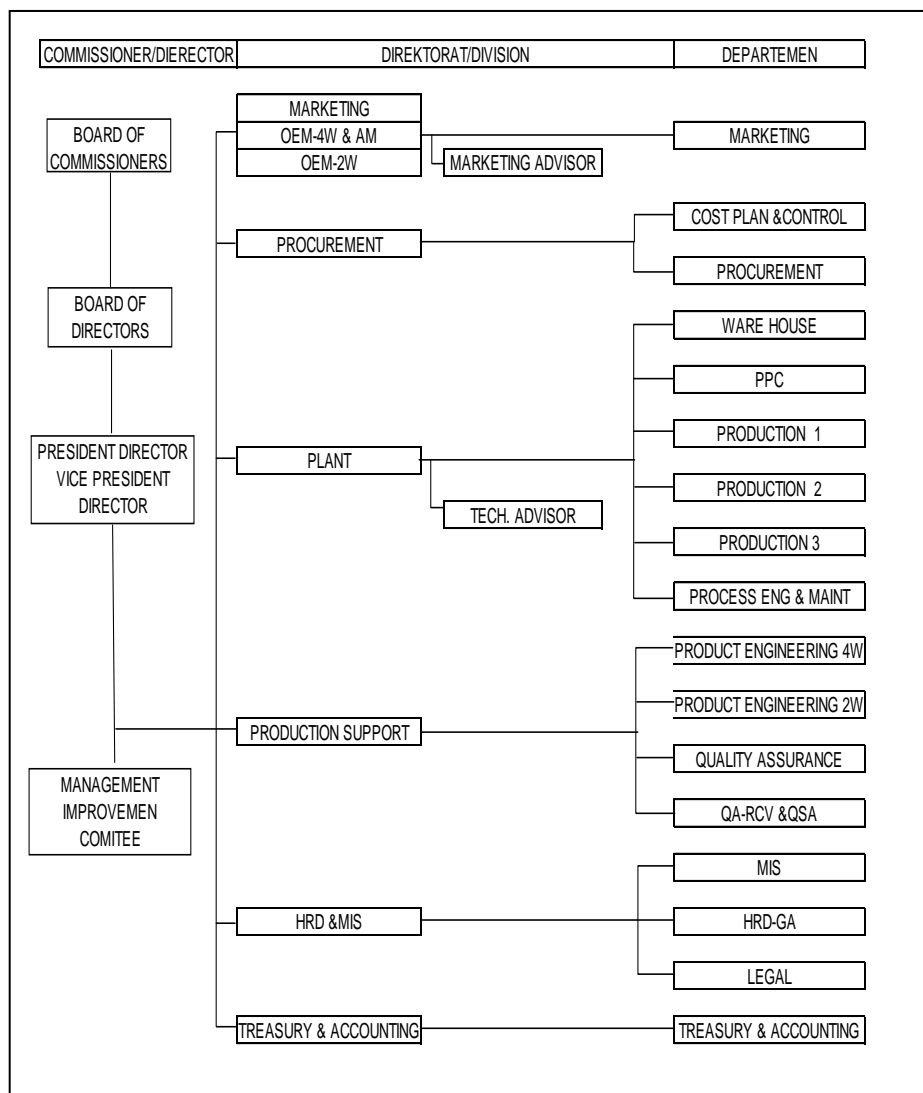 COMMISSIONER/DIERECTOR
DIREKTORAT/DIVISION
DEPARTEMEN
BOARD OF
COMMISSIONERS
BOARD OF
DIRECTORS
PRESIDENT DIRECTOR
VICE PRESIDENT
DIRECTOR
MANAGEMENT
IMPROVEMEN
COMITEE
MARKETING
OEM-4W & AM
OEM-2W
MARKETING ADVISOR
MARKETING
PROCUREMENT
COST PLAN &CONTROL
PROCUREMENT
PLANT
TECH. ADVISOR
WARE HOUSE
PPC
PRODUCTION 1
PRODUCTION 2
PRODUCTION 3
PROCESS ENG & MAINT
PRODUCTION SUPPORT
PRODUCT ENGINEERING 4W
PRODUCT ENGINEERING 2W
QUALITY ASSURANCE
QA-RCV &QSA
HRD &MIS
MIS
HRD-GA
LEGAL
TREASURY & ACCOUNTING
TREASURY & ACCOUNTING